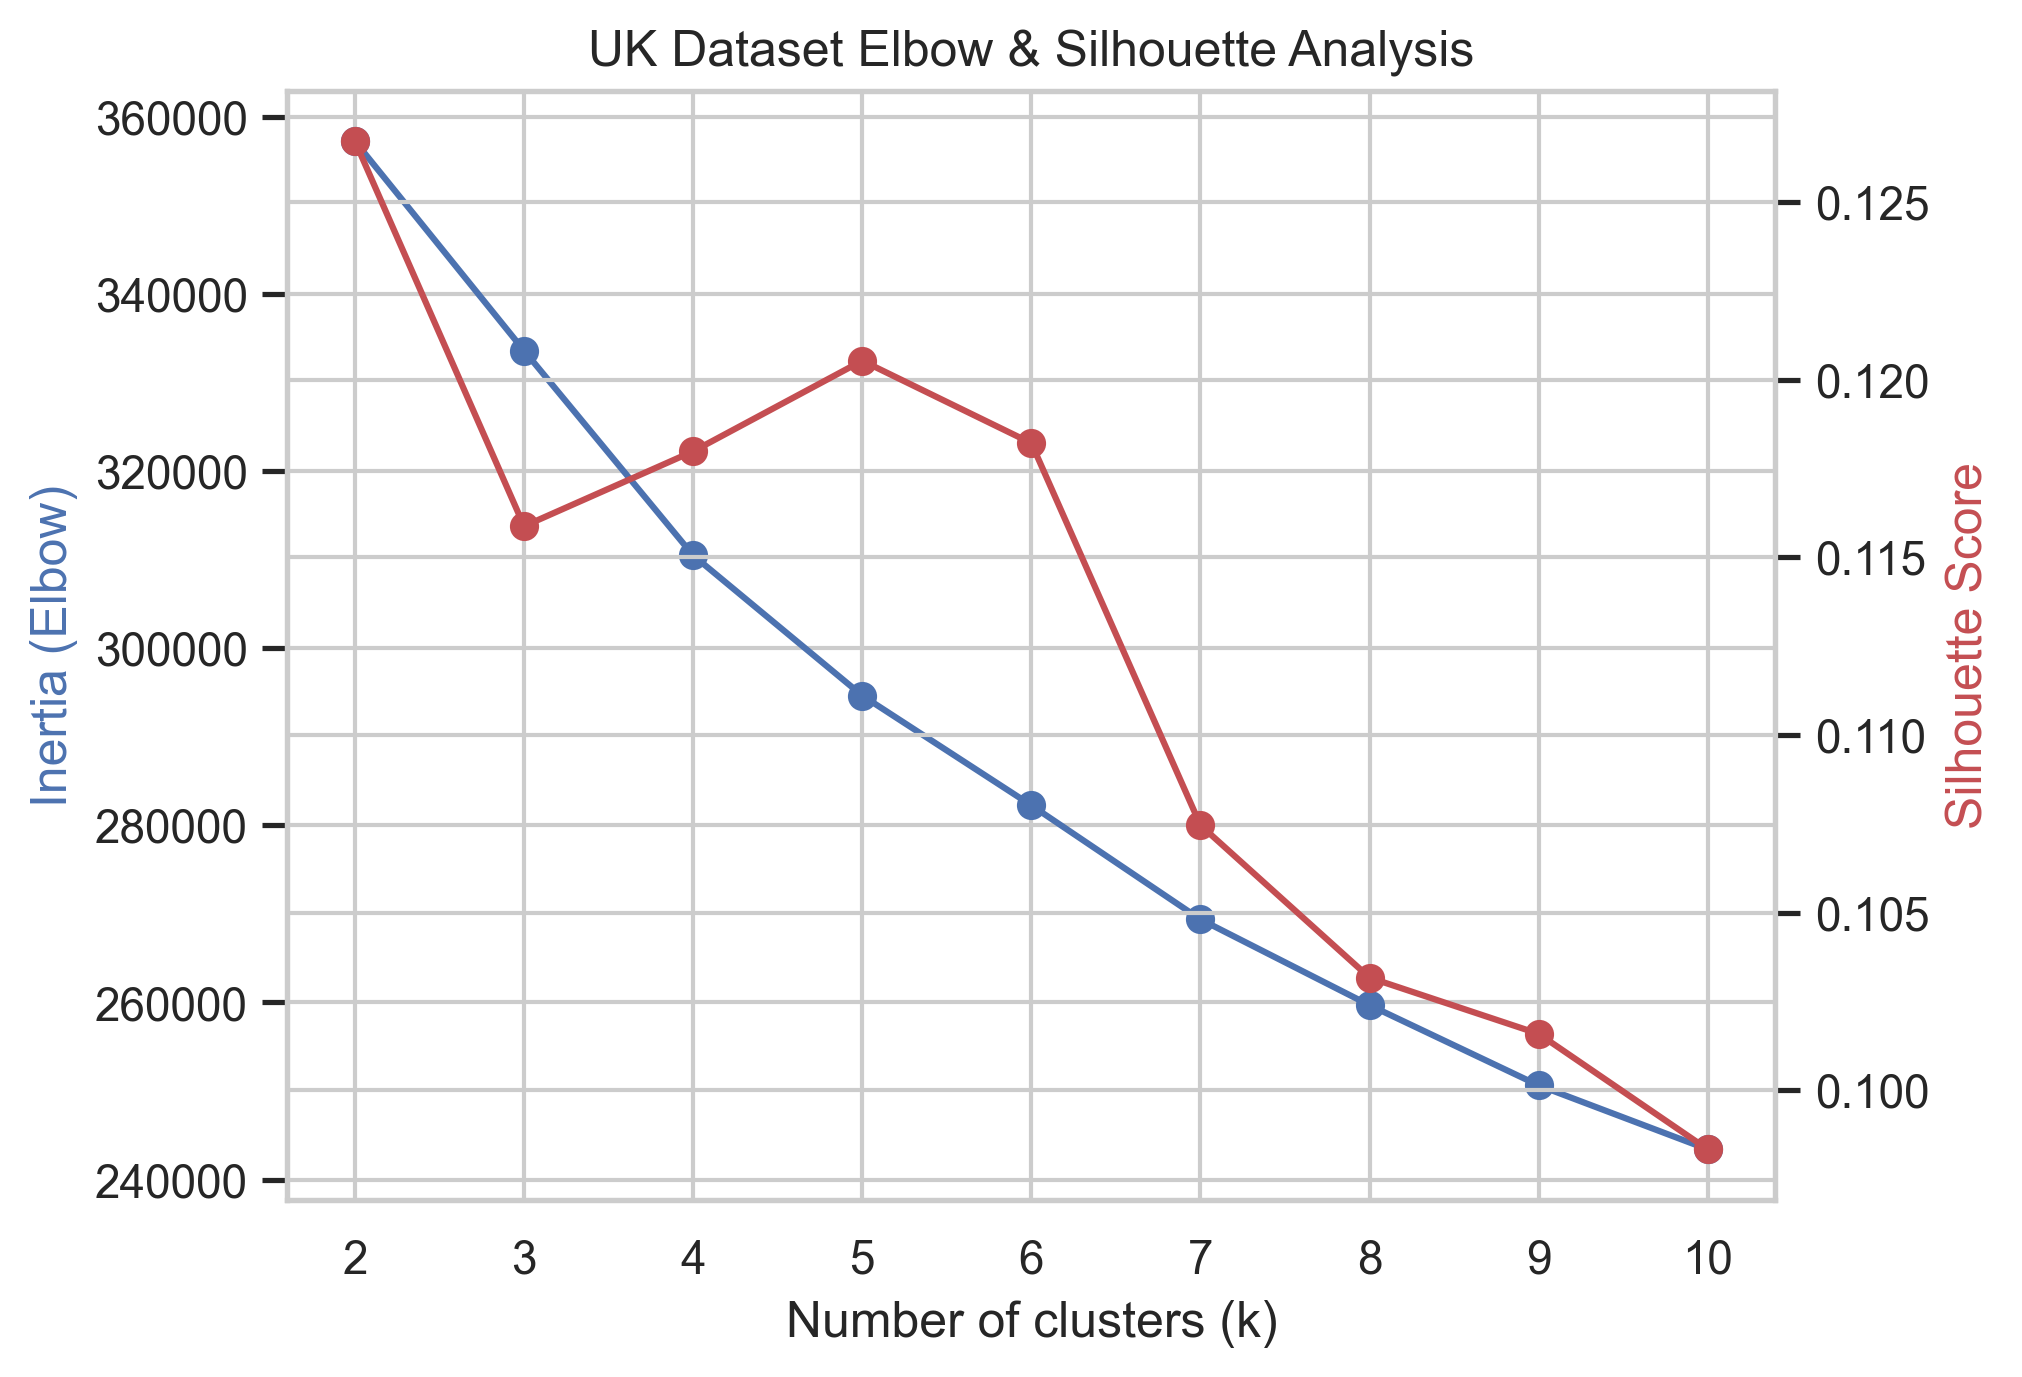 UK Dataset Elbow & Silhouette Analysis
360000
340000
320000
300000
280000
260000
240000
Inertia (Elbow)
0.125
0.120
0.115
0.110
0.105
0.100
Silhouette Score
2 3 4 5 6 7 8 9 10
Number of clusters (k)